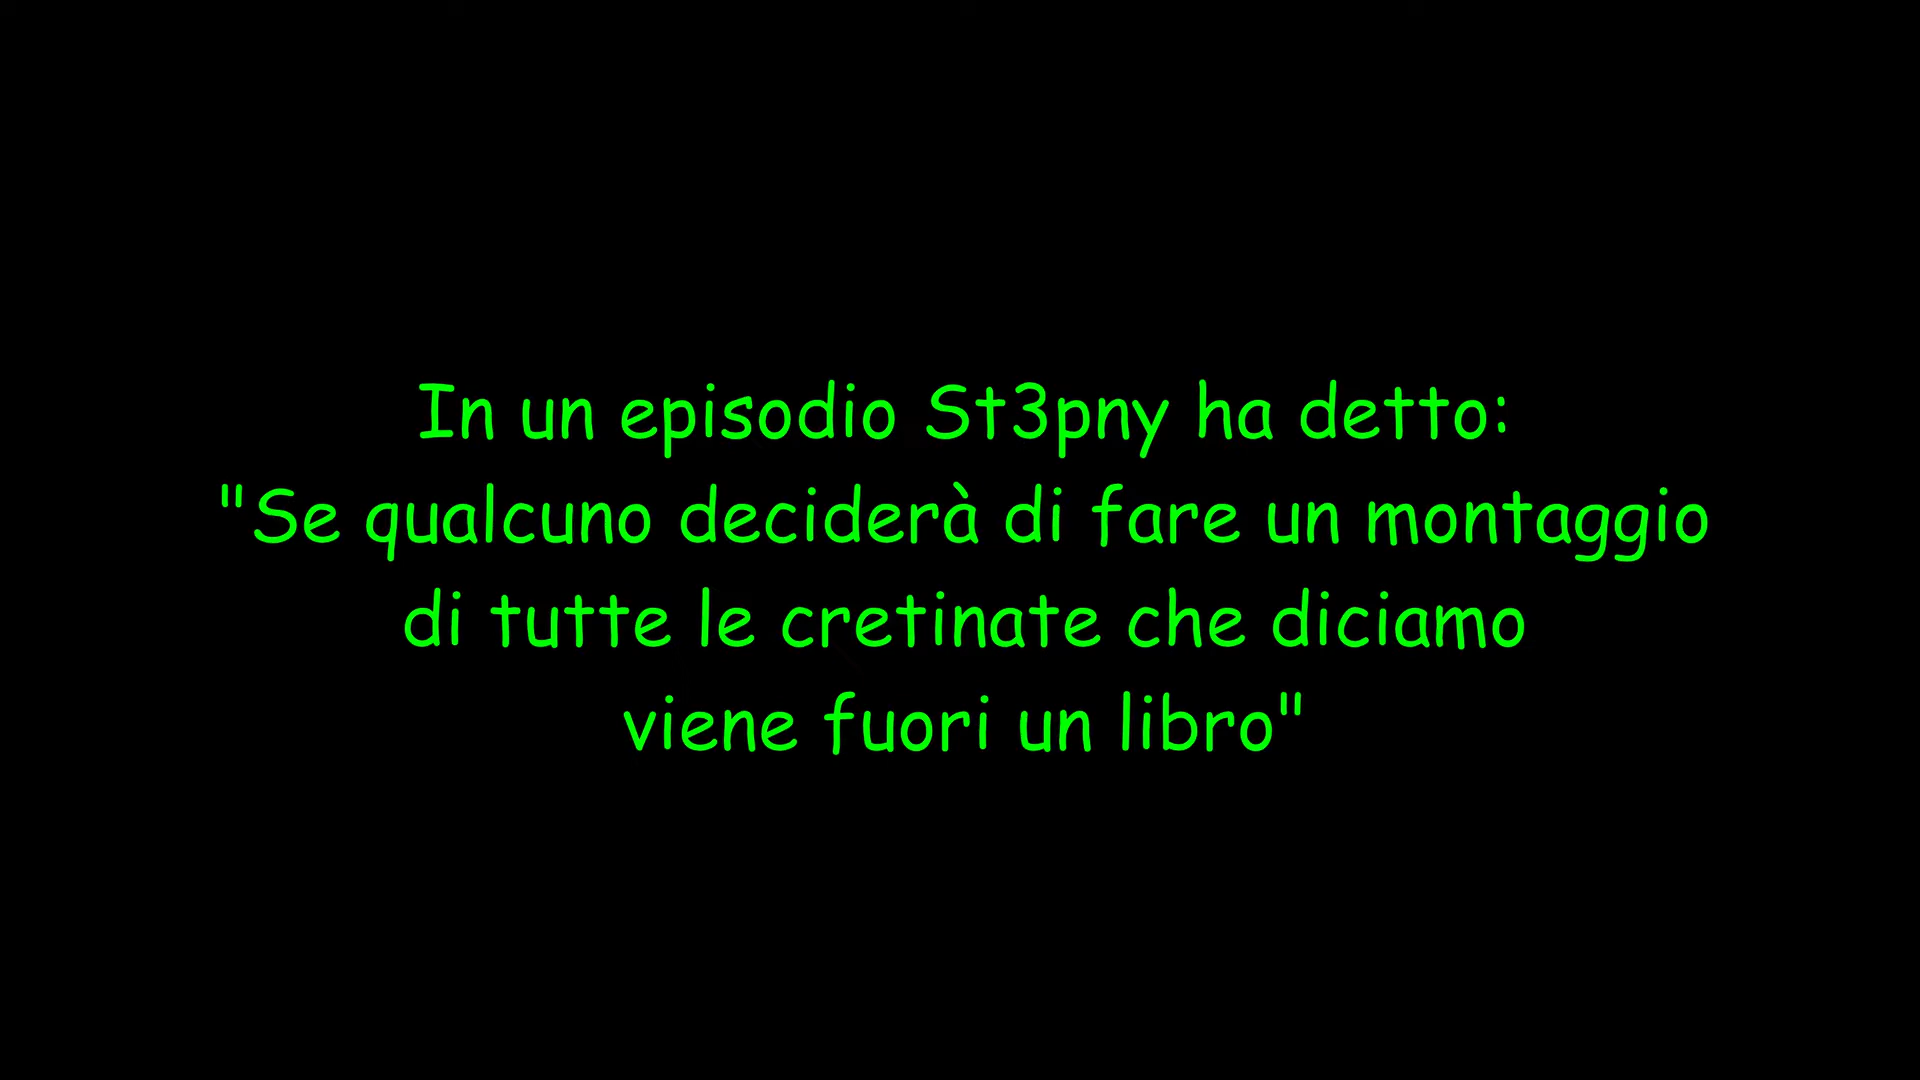 In un episodio St3pny ha detto:
"Se qualcuno deciderà di fare un montaggio
di tutte le cretinate che diciamo
viene fuori un libro"